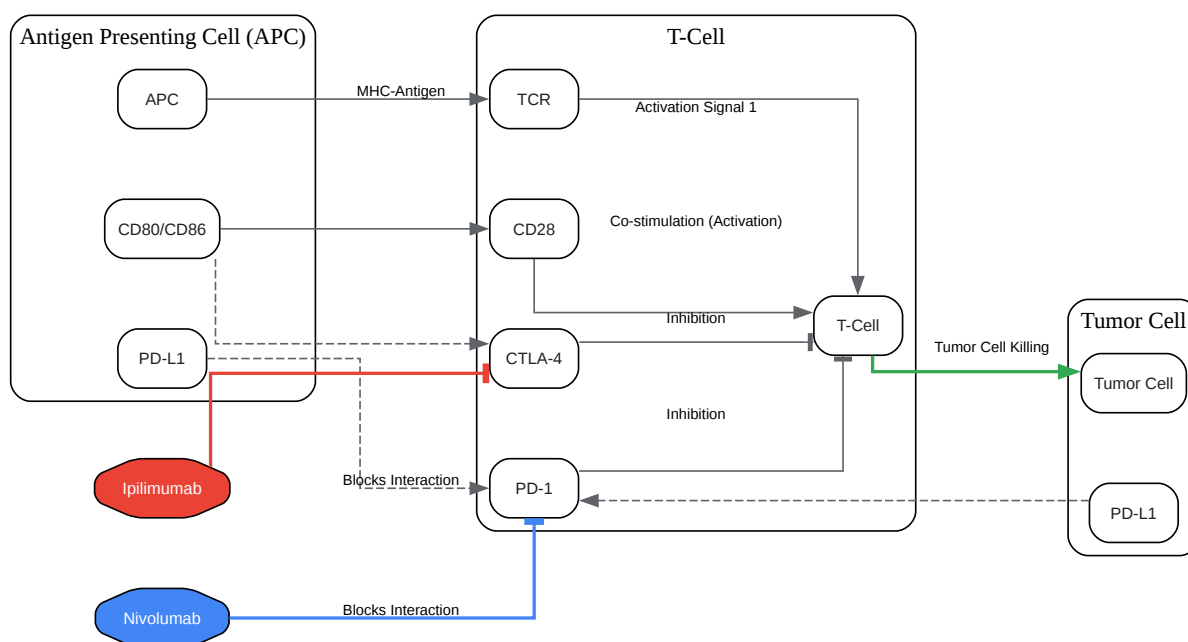 Antigen Presenting Cell (APC)
T-Cell
APC
MHC-Antigen
TCR
Activation Signal 1
CD80/CD86
CD28
Co-stimulation (Activation)
Inhibition
T-Cell
Tumor Cell
PD-L1
CTLA-4
Tumor Cell Killing
Tumor Cell
Inhibition
Ipilimumab
Blocks Interaction
PD-1
PD-L1
Nivolumab
Blocks Interaction